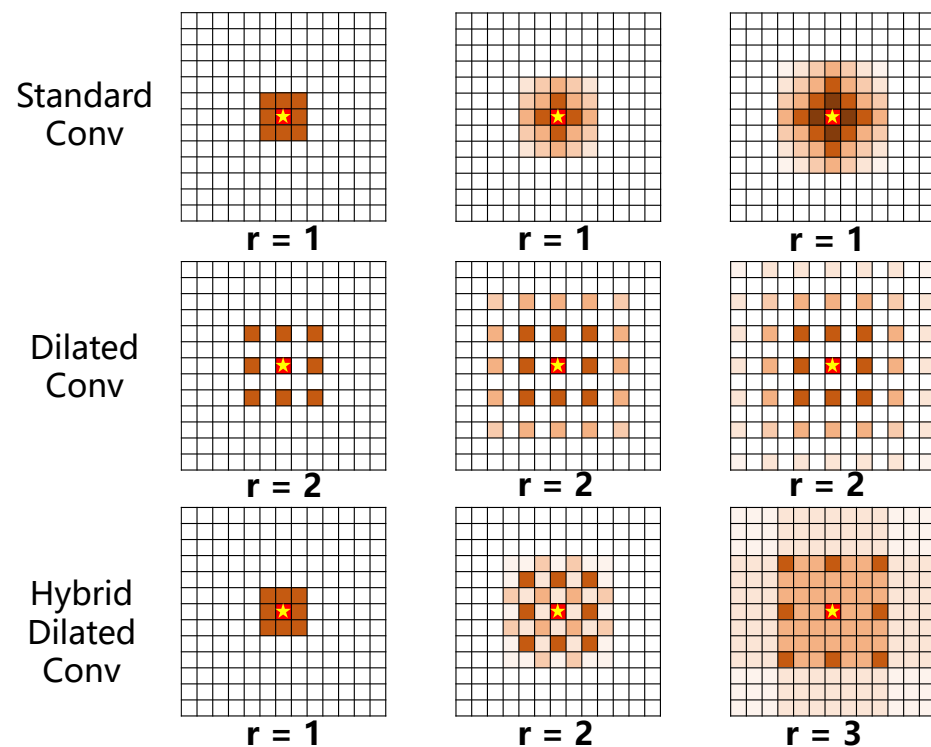 Standard
Conv
r = 1
r = 1
r = 1
Dilated
Conv
r = 2
r = 2
r = 2
Hybrid
Dilated
Conv
r = 1
r = 2
r = 3